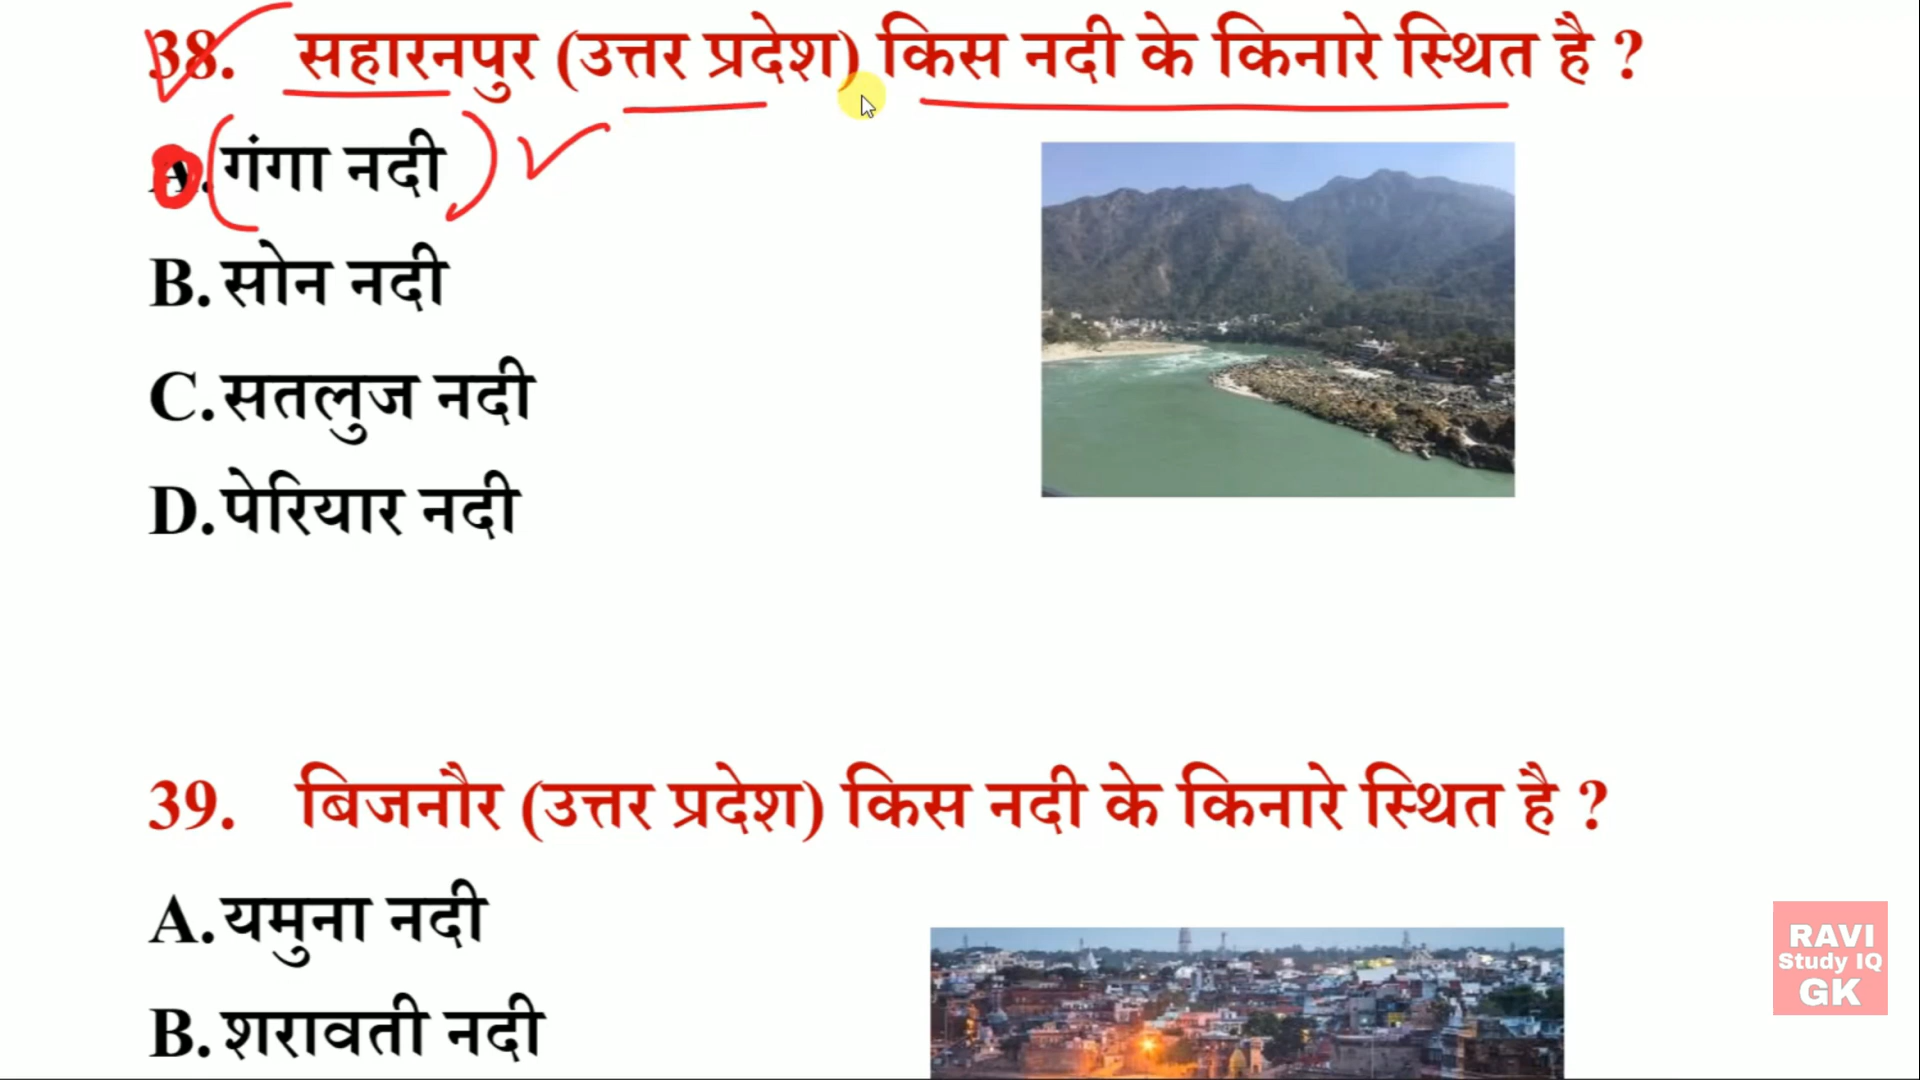 38. सहारनपुर (उत्तर प्रदेश) किस नदी के किनारे स्थित है ?
A. गंगा नदी
B. सोन नदी
C. सतलुज नदी
D. पेरियार नदी
39. बिजनौर (उत्तर प्रदेश) किस नदी के किनारे स्थित है ?
A. यमुना नदी
B. शरावती नदी
RAVI
Study IQ
GK